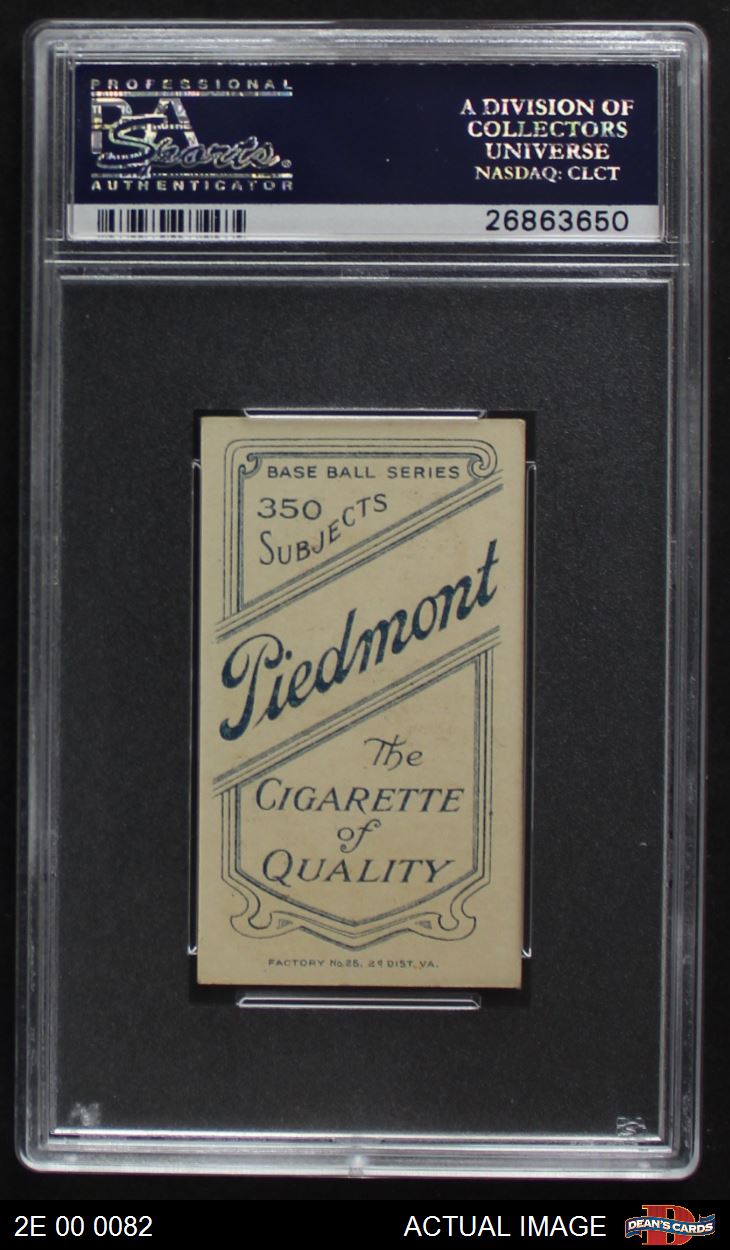 PROFESSIONAL
PSA
Sports
AUTHENTICATOR
A DIVISION OF
COLLECTORS
UNIVERSE
NASDAQ: CLCT
26863650
BASE BALL SERIES
350
SUBJECTS
Piedmont
The
CIGARETTE
of
QUALITY
FACTORY No. 25. 2d DIST. VA.
2E 00 0082
ACTUAL IMAGE
DEAN'S CARDS